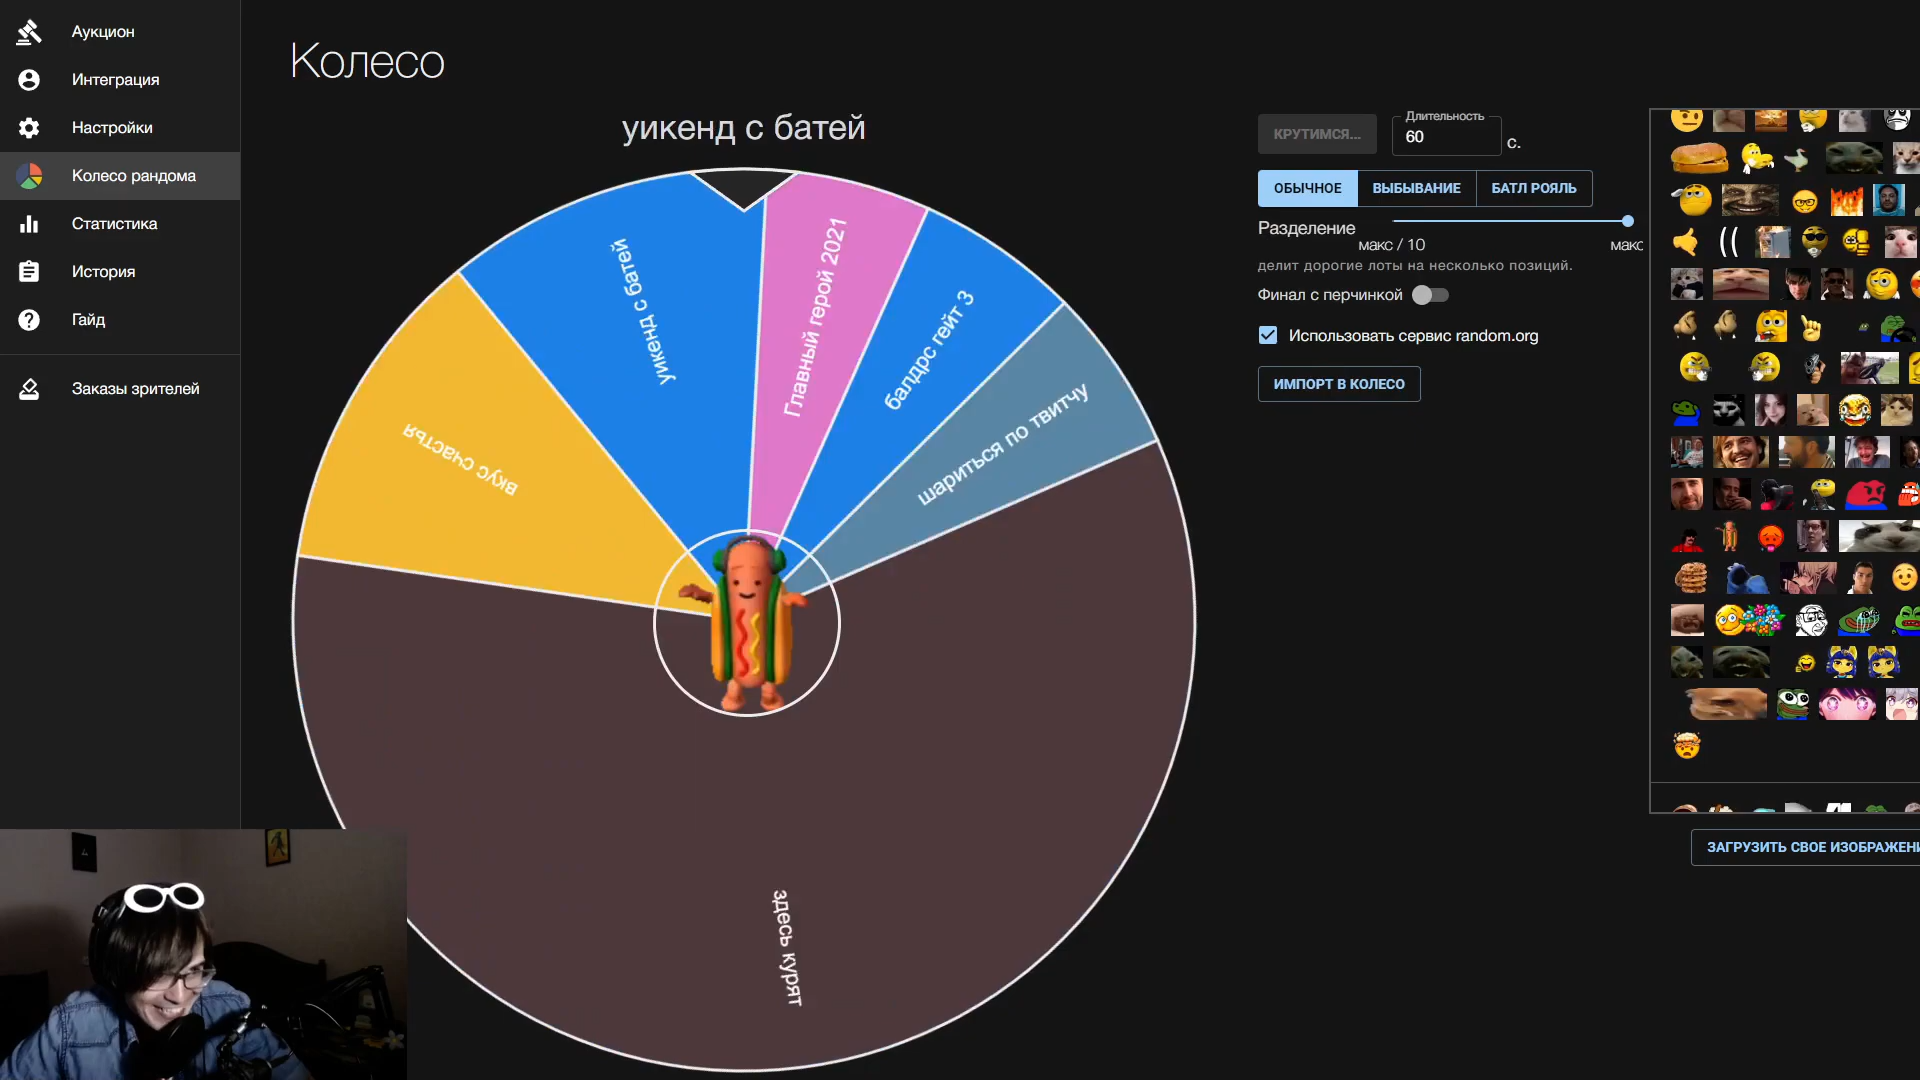 Аукцион
Интеграция
Настройки
Колесо рандома
Статистика
История
Гайд
Заказы зрителей
Колесо
уикенд с батей
уикенд с батей
Главный герой 2021
балдрс гейт 3
шариться по твитчу
вкус счастья
здесь курят
КРУТИМСЯ...
Длительность
60
с.
ОБЫЧНОЕ
ВЫБЫВАНИЕ
БАТЛ РОЯЛЬ
Разделение
макс / 10
макс
делит дорогие лоты на несколько позиций.
Финал с перчинкой
Использовать сервис random.org
ИМПОРТ В КОЛЕСО
ЗАГРУЗИТЬ СВОЕ ИЗОБРАЖЕНИ